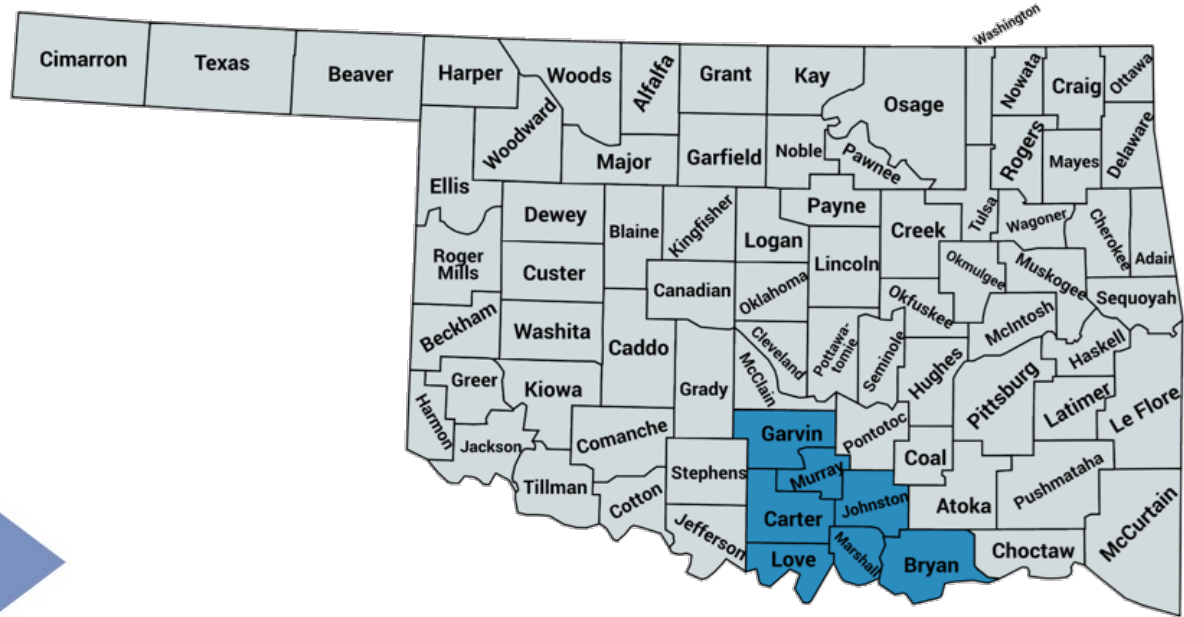 Washington
Cimarron
Texas
Beaver
Harper
Woods
Alfalfa
Grant
Kay
Osage
Nowata
Craig
Ottawa
Woodward
Major
Garfield
Noble
Pawnee
Rogers
Mayes
Delaware
Ellis
Dewey
Blaine
Kingfisher
Logan
Payne
Creek
Tulsa
Wagoner
Cherokee
Adair
Roger
Mills
Custer
Canadian
Oklahoma
Lincoln
Okmulgee
Muskogee
Sequoyah
Beckham
Washita
Caddo
Cleveland
Pottawa-
tomie
Seminole
Okfuskee
McIntosh
Haskell
Greer
Kiowa
Grady
McClain
Hughes
Pittsburg
Latimer
Le Flore
Harmon
Jackson
Comanche
Garvin
Pontotoc
Coal
Tillman
Cotton
Stephens
Murray
Johnston
Atoka
Pushmataha
McCurtain
Jefferson
Carter
Love
Marshall
Bryan
Choctaw